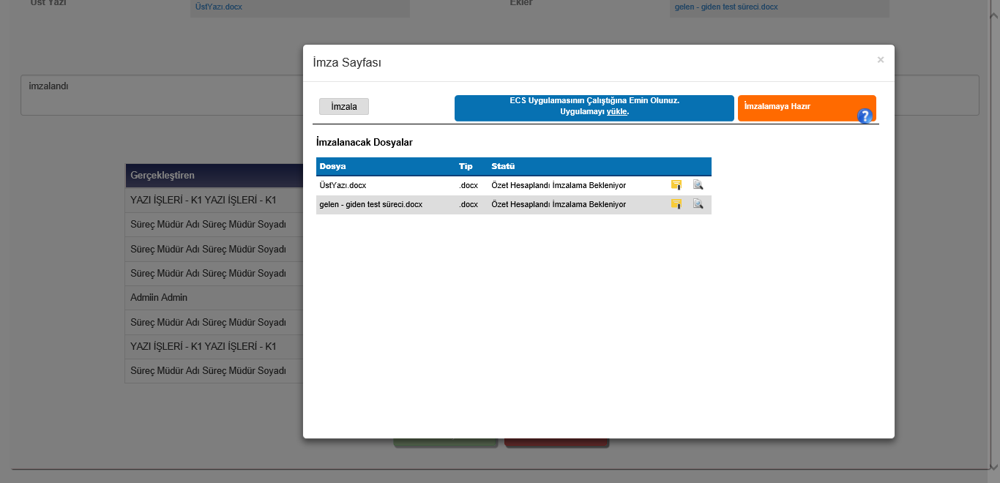 Üst Yazı
ÜstYazı.docx
Ekler
gelen - giden test süreci.docx
İmza Sayfası
×
imzalandı
İmzala
ECS Uygulamasının Çalıştığına Emin Olunuz.
Uygulamayı yükle.
İmzalamaya Hazır
?
İmzalanacak Dosyalar
Dosya Tip Statü
ÜstYazı.docx .docx Özet Hesaplandı İmzalama Bekleniyor
gelen - giden test süreci.docx .docx Özet Hesaplandı İmzalama Bekleniyor
Gerçekleştiren
YAZI İŞLERİ - K1 YAZI İŞLERİ - K1
Süreç Müdür Adı Süreç Müdür Soyadı
Süreç Müdür Adı Süreç Müdür Soyadı
Süreç Müdür Adı Süreç Müdür Soyadı
Admiin Admin
Süreç Müdür Adı Süreç Müdür Soyadı
YAZI İŞLERİ - K1 YAZI İŞLERİ - K1
Süreç Müdür Adı Süreç Müdür Soyadı